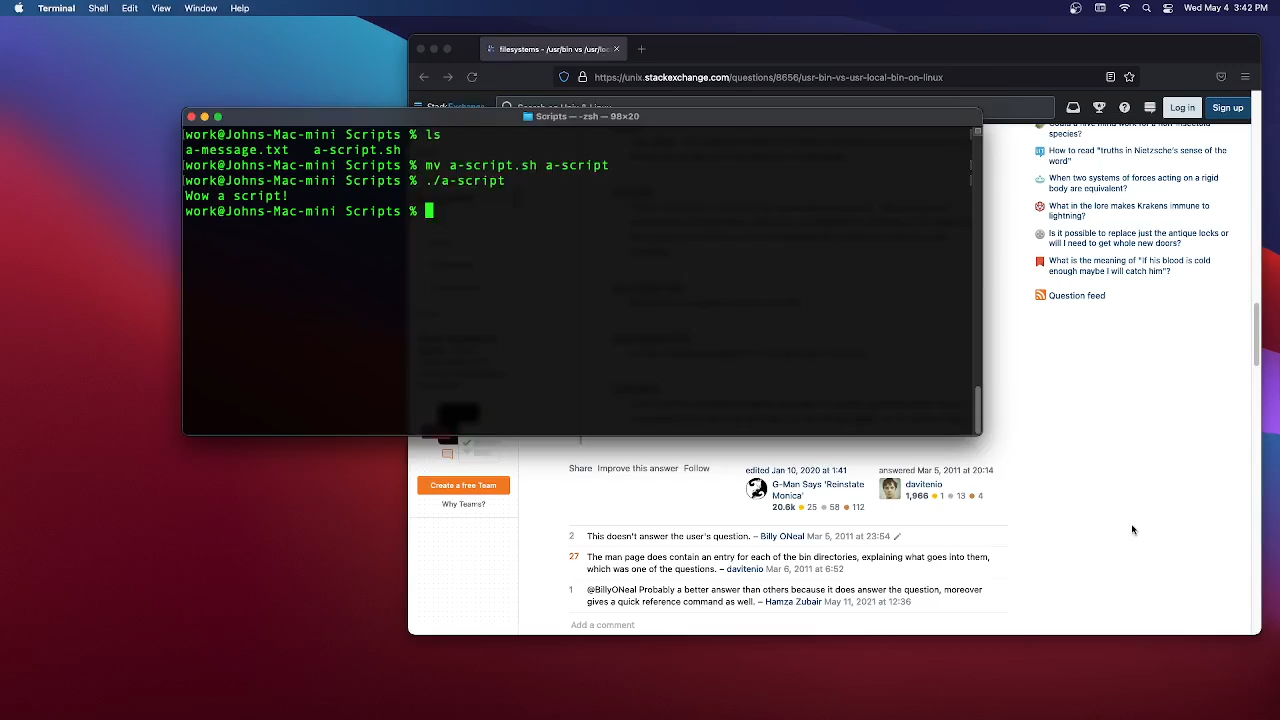 Terminal Shell Edit View Window Help
Wed May 4 3:42 PM
filesystems - /usr/bin vs /usr/loc
https://unix.stackexchange.com/questions/8656/usr-bin-vs-usr-local-bin-on-linux
Log in Sign up
Scripts — -zsh — 98×20
work@Johns-Mac-mini Scripts % ls
a-message.txt a-script.sh
work@Johns-Mac-mini Scripts % mv a-script.sh a-script
work@Johns-Mac-mini Scripts % ./a-script
Wow a script!
work@Johns-Mac-mini Scripts %
species?
How to read "truths in Nietzsche's sense of the
word"
When two systems of forces acting on a rigid
body are equivalent?
What in the lore makes Krakens immune to
lightning?
Is it possible to replace just the antique locks or
will I need to get whole new doors?
What is the meaning of "If his blood is cold
enough maybe I will catch him"?
Question feed
Create a free Team
Why Teams?
Share Improve this answer Follow
edited Jan 10, 2020 at 1:41
G-Man Says 'Reinstate
Monica'
20.6k 25 58 112
answered Mar 5, 2011 at 20:14
davitenio
1,966 1 13 4
2 This doesn't answer the user's question. – Billy ONeal Mar 5, 2011 at 23:54
27 The man page does contain an entry for each of the bin directories, explaining what goes into them,
which was one of the questions. – davitenio Mar 6, 2011 at 6:52
1 @BillyONeal Probably a better answer than others because it does answer the question, moreover
gives a quick reference command as well. – Hamza Zubair May 11, 2021 at 12:36
Add a comment